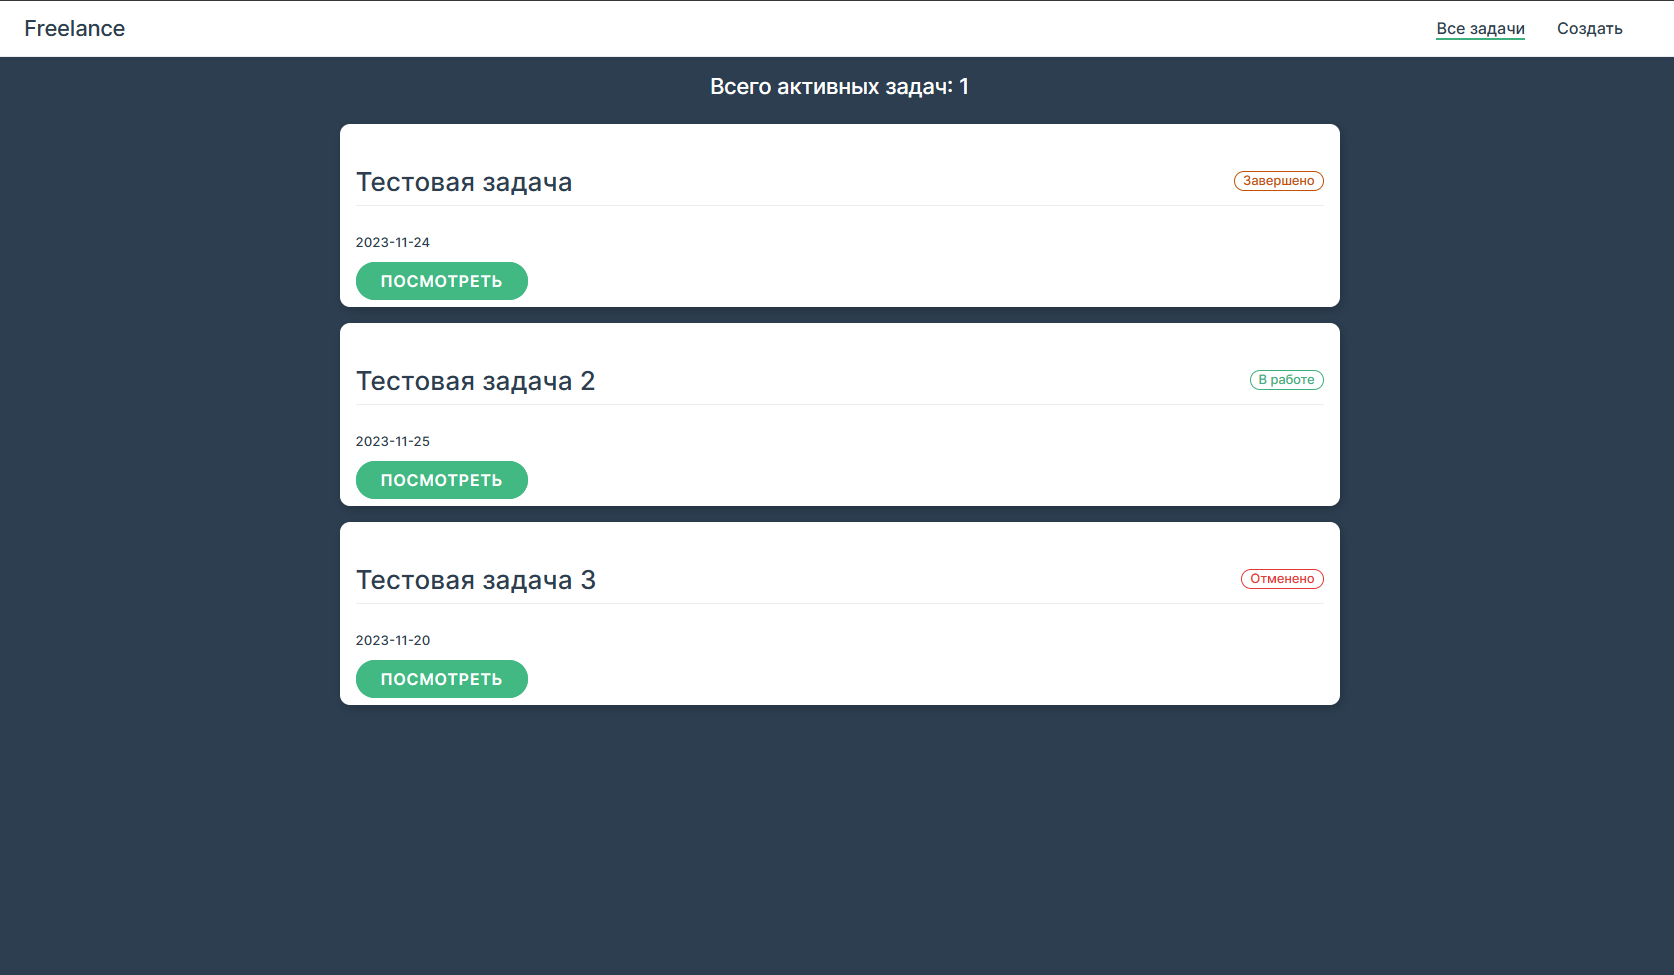 Freelance
Все задачи
Создать
Всего активных задач: 1
Тестовая задача
Завершено
2023-11-24
ПОСМОТРЕТЬ
Тестовая задача 2
В работе
2023-11-25
ПОСМОТРЕТЬ
Тестовая задача 3
Отменено
2023-11-20
ПОСМОТРЕТЬ